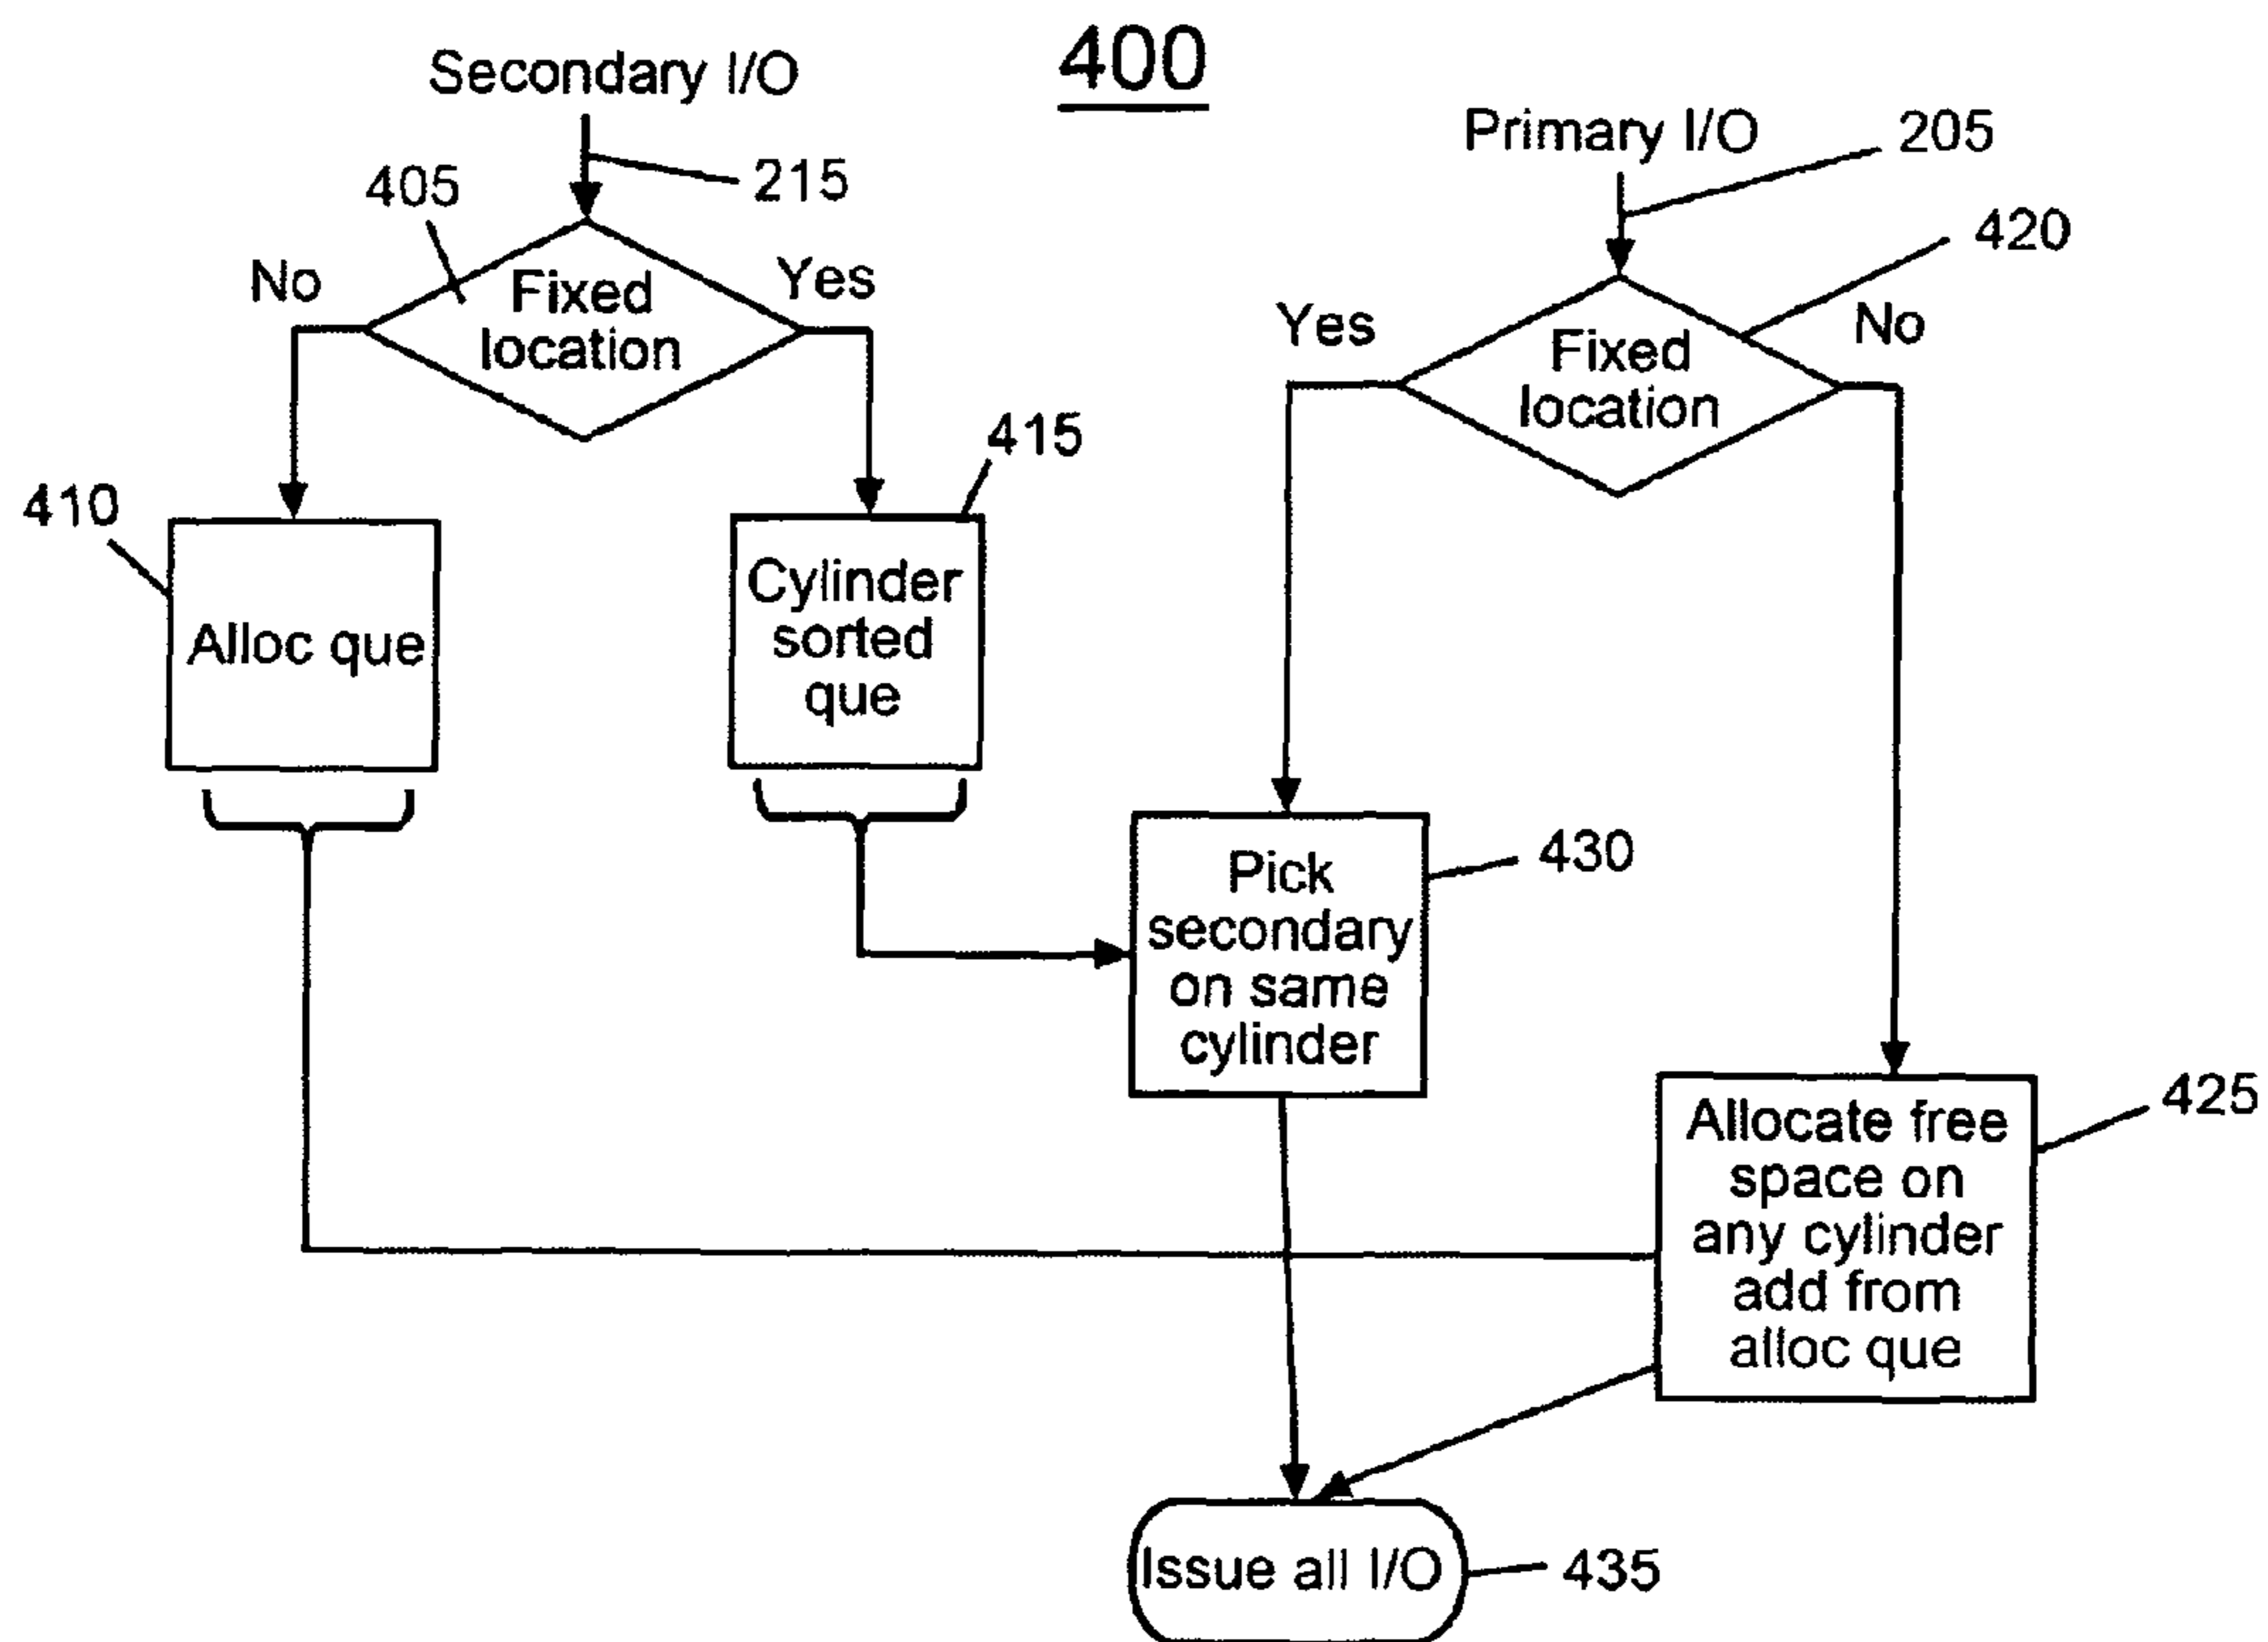 400
Secondary I/O
215
405
No
Yes
Fixed
location
Primary I/O
205
420
Yes
No
Fixed
location
410
Alloc que
415
Cylinder
sorted
que
430
Pick
secondary
on same
cylinder
425
Allocate free
space on
any cylinder
add from
alloc que
Issue all I/O
435